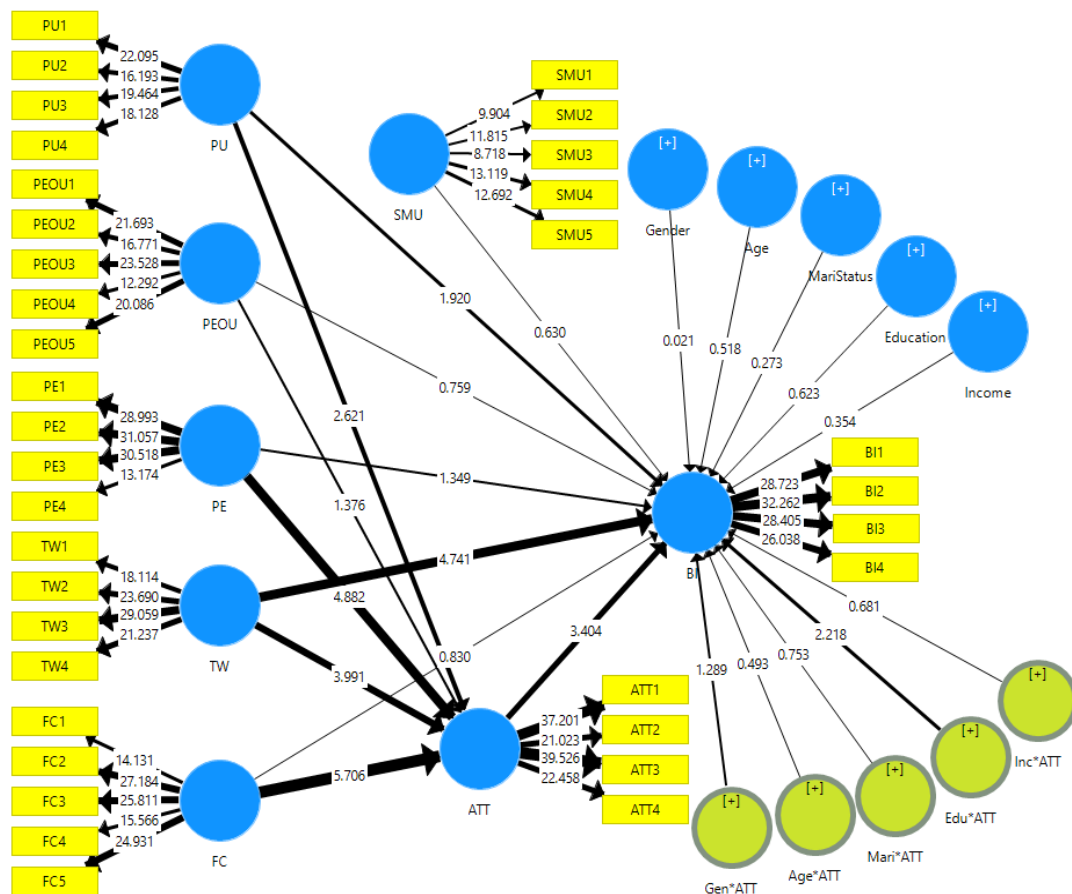 PU1
PU2
PU3
PU4
22.095
16.193
19.464
18.128
PU
PEOU1
PEOU2
PEOU3
PEOU4
PEOU5
21.693
16.771
23.528
12.292
20.086
PEOU
PE1
PE2
PE3
PE4
28.993
31.057
30.518
13.174
PE
TW1
TW2
TW3
TW4
18.114
23.690
29.059
21.237
TW
FC1
FC2
FC3
FC4
FC5
14.131
27.184
25.811
15.566
24.931
FC
SMU
9.904
11.815
8.718
13.119
12.692
SMU1
SMU2
SMU3
SMU4
SMU5
[+]
Gender
[+]
Age
[+]
MariStatus
[+]
Education
[+]
Income
1.920
0.630
0.021
0.518
0.273
0.623
0.354
0.759
2.621
1.349
1.376
4.741
4.882
0.830
3.991
3.404
5.706
BI
28.723
32.262
28.405
26.038
BI1
BI2
BI3
BI4
ATT
37.201
21.023
39.526
22.458
ATT1
ATT2
ATT3
ATT4
1.289
0.493
0.753
2.218
0.681
[+]
Gen*ATT
[+]
Age*ATT
[+]
Mari*ATT
[+]
Edu*ATT
[+]
Inc*ATT